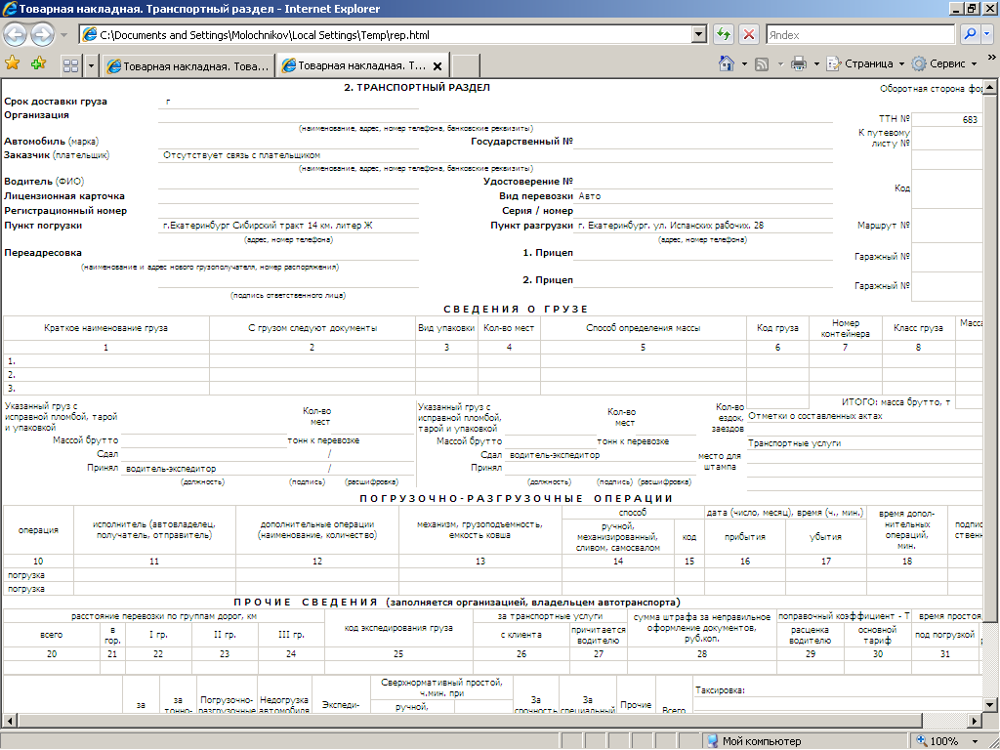 Товарная накладная. Транспортный раздел - Internet Explorer
C:\Documents and Settings\Molochnikov\Local Settings\Temp\rep.html
Яndex
Товарная накладная. Това...
Товарная накладная. Т...
Страница
Сервис
2. ТРАНСПОРТНЫЙ РАЗДЕЛ
Оборотная сторона фор
Срок доставки груза г
Организация
ТТН № 683
(наименование, адрес, номер телефона, банковские реквизиты)
К путевому
листу №
Автомобиль (марка) Государственный №
Заказчик (плательщик) Отсутствует связь с плательщиком
(наименование, адрес, номер телефона, банковские реквизиты)
Водитель (ФИО) Удостоверение №
Код
Лицензионная карточка Вид перевозки Авто
Регистрационный номер Серия / номер
Пункт погрузки г.Екатеринбург Сибирский тракт 14 км. литер Ж Пункт разгрузки г. Екатеринбург. ул. Испанских рабочих. 28 Маршрут №
(адрес, номер телефона) (адрес, номер телефона)
Переадресовка 1. Прицеп Гаражный №
(наименование и адрес нового грузополучателя, номер распоряжения)
2. Прицеп Гаражный №
(подпись ответственного лица)
СВЕДЕНИЯ О ГРУЗЕ
Краткое наименование груза С грузом следуют документы Вид упаковки Кол-во мест Способ определения массы Код груза Номер контейнера Класс груза Масса
1 2 3 4 5 6 7 8
1.
2.
3.
ИТОГО: масса брутто, т
Указанный груз с
исправной пломбой, тарой
и упаковкой
Кол-во
мест
Массой брутто тонн к перевозке
Сдал /
Принял водитель-экспедитор /
(должность) (подпись) (расшифровка)
Указанный груз с
исправной пломбой,
тарой и упаковкой
Кол-во
мест
Массой брутто тонн к перевозке
Сдал водитель-экспедитор
Принял
(должность) (подпись) (расшифровка)
Кол-во
ездок,
заездов
место для
штампа
Отметки о составленных актах
Транспортные услуги
ПОГРУЗОЧНО-РАЗГРУЗОЧНЫЕ ОПЕРАЦИИ
операция
исполнитель (автовладелец,
получатель, отправитель)
дополнительные операции
(наименование, количество)
механизм, грузоподъемность,
емкость ковша
способ
ручной,
механизированный,
сливом, самосвалом
код
дата (число, месяц), время (ч., мин.)
прибытия убытия
время допол-
нительных
операций,
мин.
подпис
ственн
10 11 12 13 14 15 16 17 18
погрузка
погрузка
ПРОЧИЕ СВЕДЕНИЯ (заполняется организацией, владельцем автотранспорта)
расстояние перевозки по группам дорог, км
всего
в
гор.
I гр. II гр. III гр.
код экспедирования груза
за транспортные услуги
с клиента
причитается
водителю
сумма штрафа за неправильное
оформление документов,
руб,коп.
поправочный коэффициент - Т
расценка
водителю
основной
тариф
время простоя,
под погрузкой
20 21 22 23 24 25 26 27 28 29 30 31
за
за
тонно-
Погрузочно-
разгрузочные
Недогрузка
автомобиля
Экспеди-
Сверхнормативный простой,
ч.мин. при
ручной,
За
срочность
За
специальный
Прочие
Всего
Таксировка:
Мой компьютер
100%